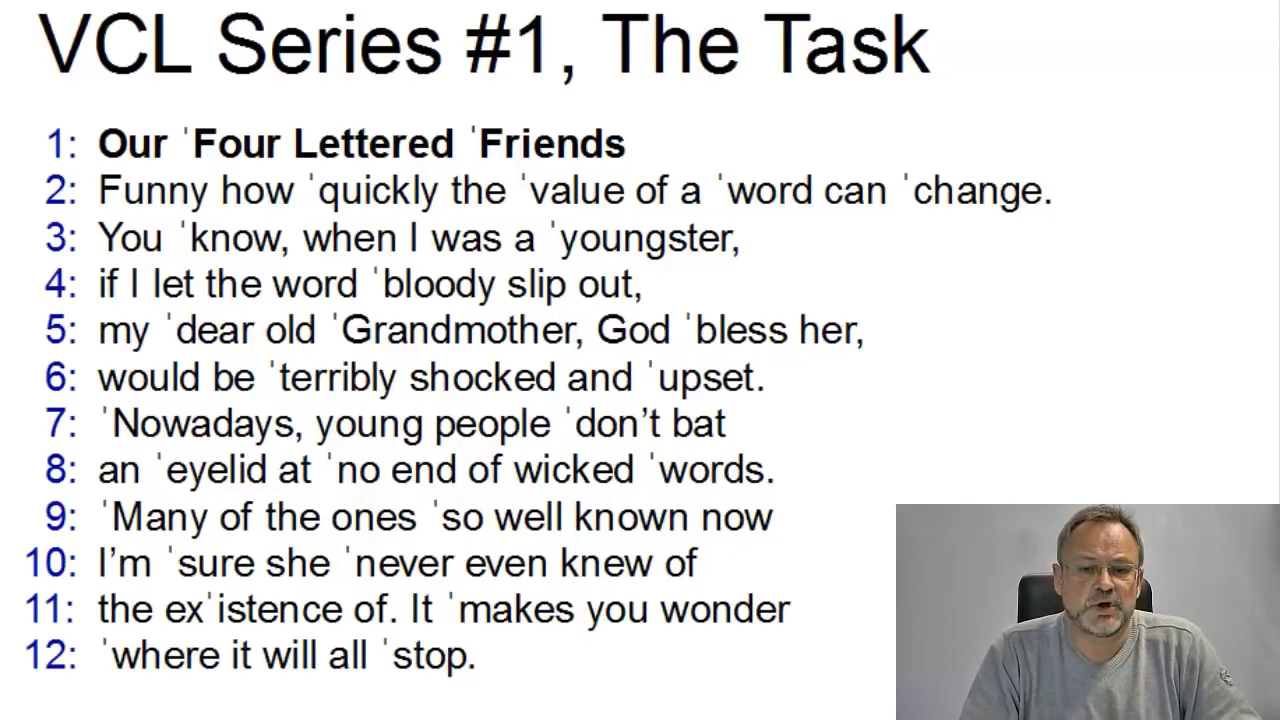 VCL Series #1, The Task
1: Our ˈFour Lettered ˈFriends
2: Funny how ˈquickly the ˈvalue of a ˈword can ˈchange.
3: You ˈknow, when I was a ˈyoungster,
4: if I let the word ˈbloody slip out,
5: my ˈdear old ˈGrandmother, God ˈbless her,
6: would be ˈterribly shocked and ˈupset.
7: ˈNowadays, young people ˈdon’t bat
8: an ˈeyelid at ˈno end of wicked ˈwords.
9: ˈMany of the ones ˈso well known now
10: I’m ˈsure she ˈnever even knew of
11: the exˈistence of. It ˈmakes you wonder
12: ˈwhere it will all ˈstop.